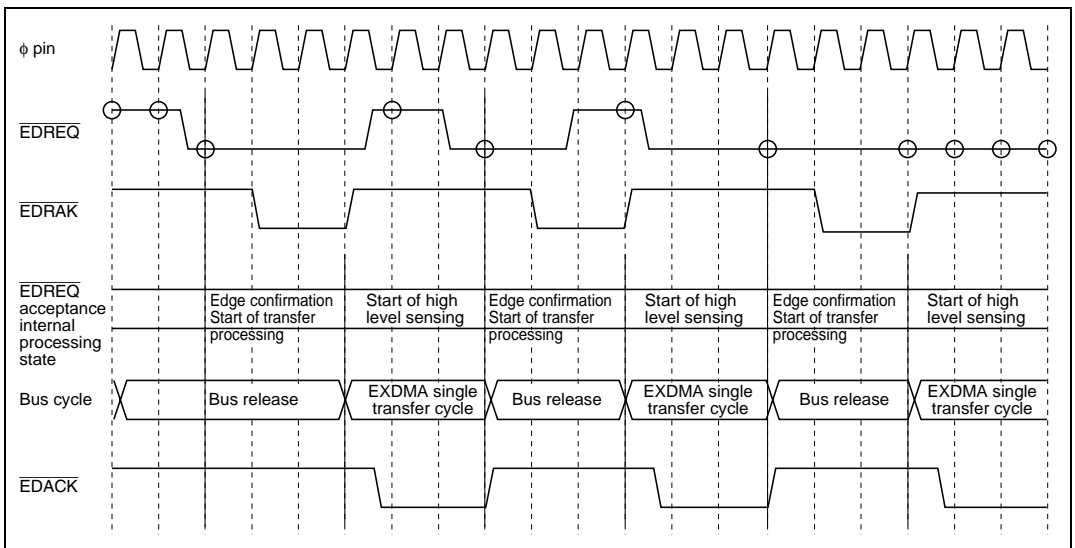 φ pin
EDREQ
EDRAK
EDREQ
acceptance
internal
processing
state
Edge confirmation
Start of transfer
processing
Start of high
level sensing
Edge confirmation
Start of transfer
processing
Start of high
level sensing
Edge confirmation
Start of transfer
processing
Start of high
level sensing
Bus cycle
Bus release
EXDMA single
transfer cycle
Bus release
EXDMA single
transfer cycle
Bus release
EXDMA single
transfer cycle
EDACK